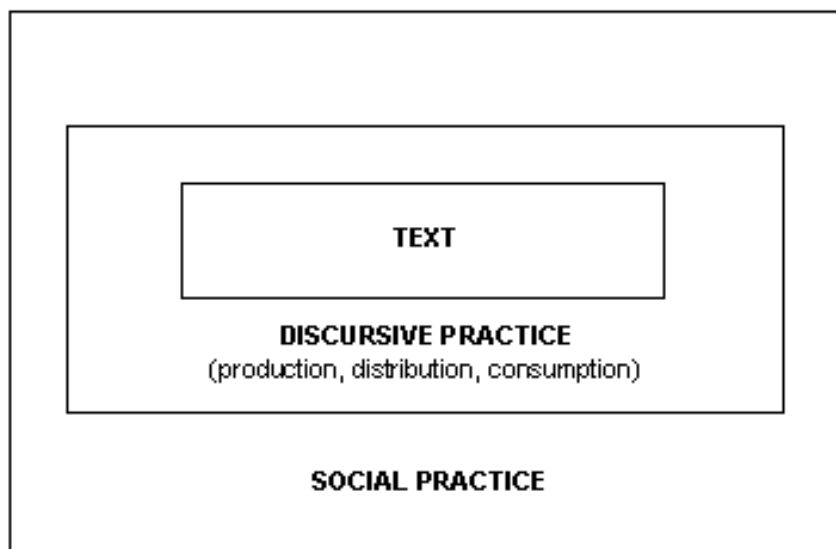 TEXT
DISCURSIVE PRACTICE
(production, distribution, consumption)
SOCIAL PRACTICE